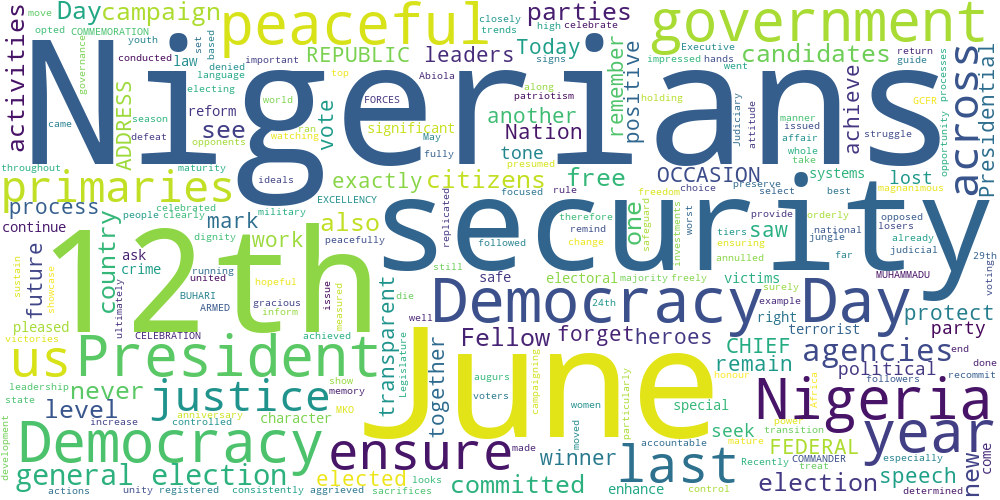 move
Day
campaign
peaceful
closely
high
celebrate
parties
government
opted
COMMEMORATION
trends
youth
set
based
conducted
law
denied
language
important
REPUBLIC
leaders
Today
signs
impressed
hands
Executive
candidates
return
guide
activities
governance
electing
reform
top
Abiola
along
patriotism
went
Nigerians
across
Presidential
processes
GCFR
opportunity
came
season
defeat
opponents
ran
world
FORCES
watching
significant
another
remember
positive
holding
attitude
Judiciary
achieve
manner
issued
affair
struggle
ADDRESS
see
vote
May
Nation
tone
presumed
whole
take
systems
lost
throughout
maturity
ideals
exactly
citizens
fully
free
OCCASION
choice
preserve
select
best
magnanimous
primaries
celebrated
people
clearly
military
EXCELLENCY
focused
rule
freedom
process
continue
mark
also
peacefully
security
one
safeguard
replicated
therefore
remind
change
investments
worst
saw
provide
orderly
opposed
losers
tiers
ensuring
jungle
national
already
judicial
country
dignity
work
followed
annulled
far
12th
future
ask
crime
running
united
hopeful
issue
measured
still
safe
electoral
majority
freely
victims
MUHAMMADU
29th
voting
sustain
showcase
ultimately
BUHARI
ARMED
gracious
inform
die
24th
surely
example
Democracy
Day
protect
pleased
victories
CELEBRATION
achieved
well
right
terrorist
party
us
President
transparent
Legislature
Fellow
forget
heroes
CHIEF
remain
agencies
political
end
done
followers
recommit
leadership
state
never
justice
show
memory
June
together
augurs
voters
campaigning
women
moved
particularly
honour
special
Africa
Nigeria
year
level
increase
anniversary
controlled
character
MKO
accountable
seek
power
transition
mature
FEDERAL
new
development
Democracy
ensure
made
winner
last
Recently
treat
COMMANDER
especially
come
general election
elected
looks
committed
enhance
control
election
speech
determined
actions
unity
registered
consistently
aggrieved
sacrifices